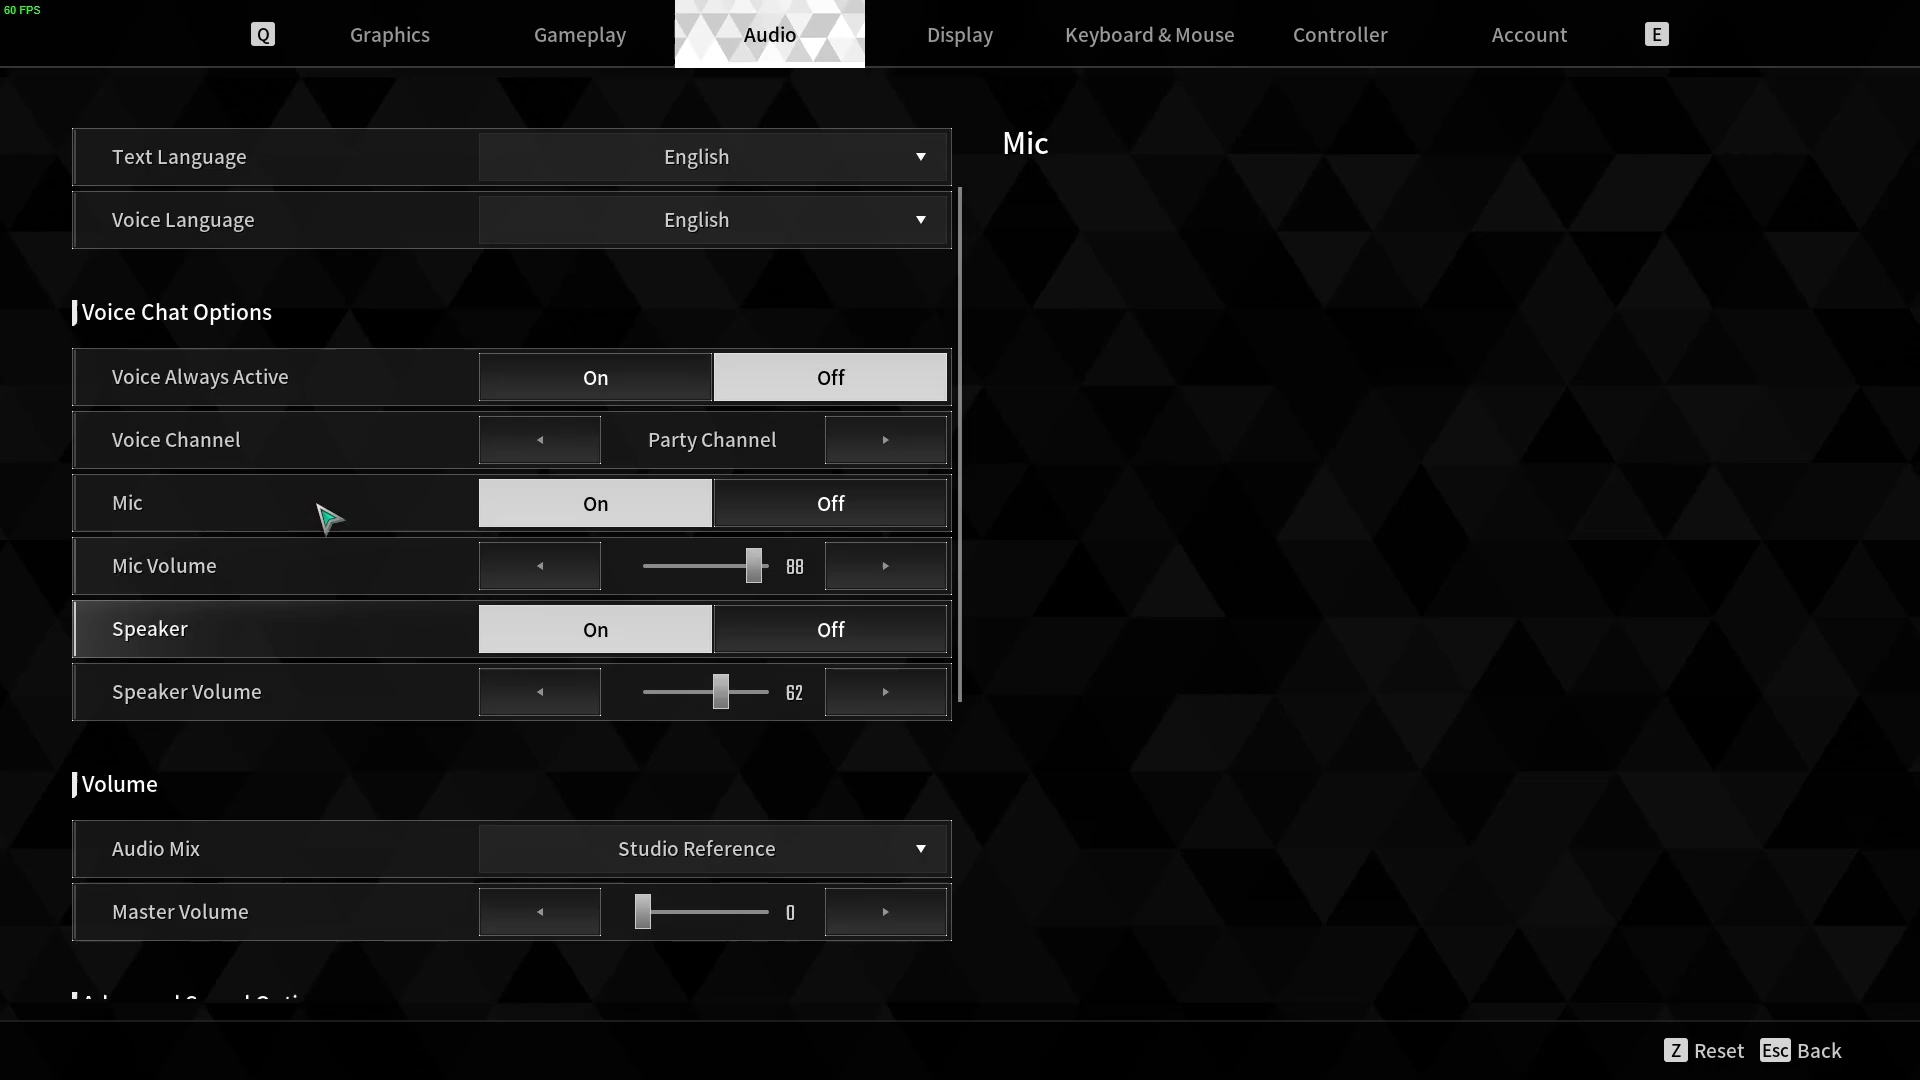 60 FPS
Q Graphics Gameplay Audio Display Keyboard & Mouse Controller Account E
Text Language English
Mic
Voice Language English
Voice Chat Options
Voice Always Active On Off
Voice Channel Party Channel
Mic On Off
Mic Volume 88
Speaker On Off
Speaker Volume 62
Volume
Audio Mix Studio Reference
Master Volume 0
Z Reset Esc Back